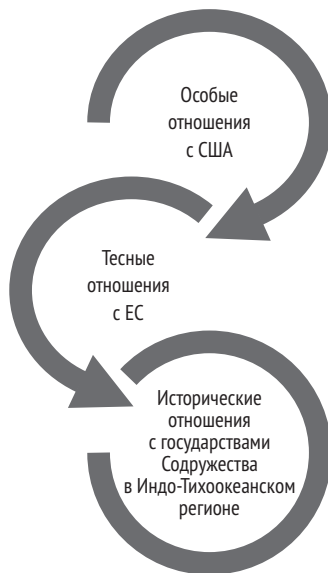 Особые
отношения
с США
Тесные
отношения
с ЕС
Исторические
отношения
с государствами
Содружества
в Индо-Тихоокеанском
регионе